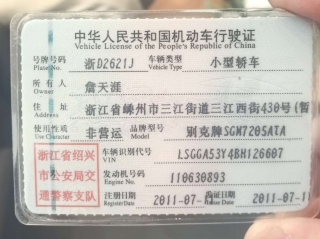 中华人民共和国机动车行驶证
Vehicle License of the People's Republic of China
号牌号码 浙D2621J 车辆类型 小型轿车
Plate No. Vehicle Type
所有人 詹天涯
Owner
住址 浙江省嵊州市三江街道三江西街430号(暂
Address
使用性质 非营运 品牌型号 别克牌SGM7205ATA
Use Character Model
浙江省绍兴
市公安局交
通警察支队
车辆识别代号 LSGGA53Y4BH126607
VIN
发动机号码 110630893
Engine No.
注册日期 2011-07-1 发证日期 2011-07-1
RegisterDate Issue Date